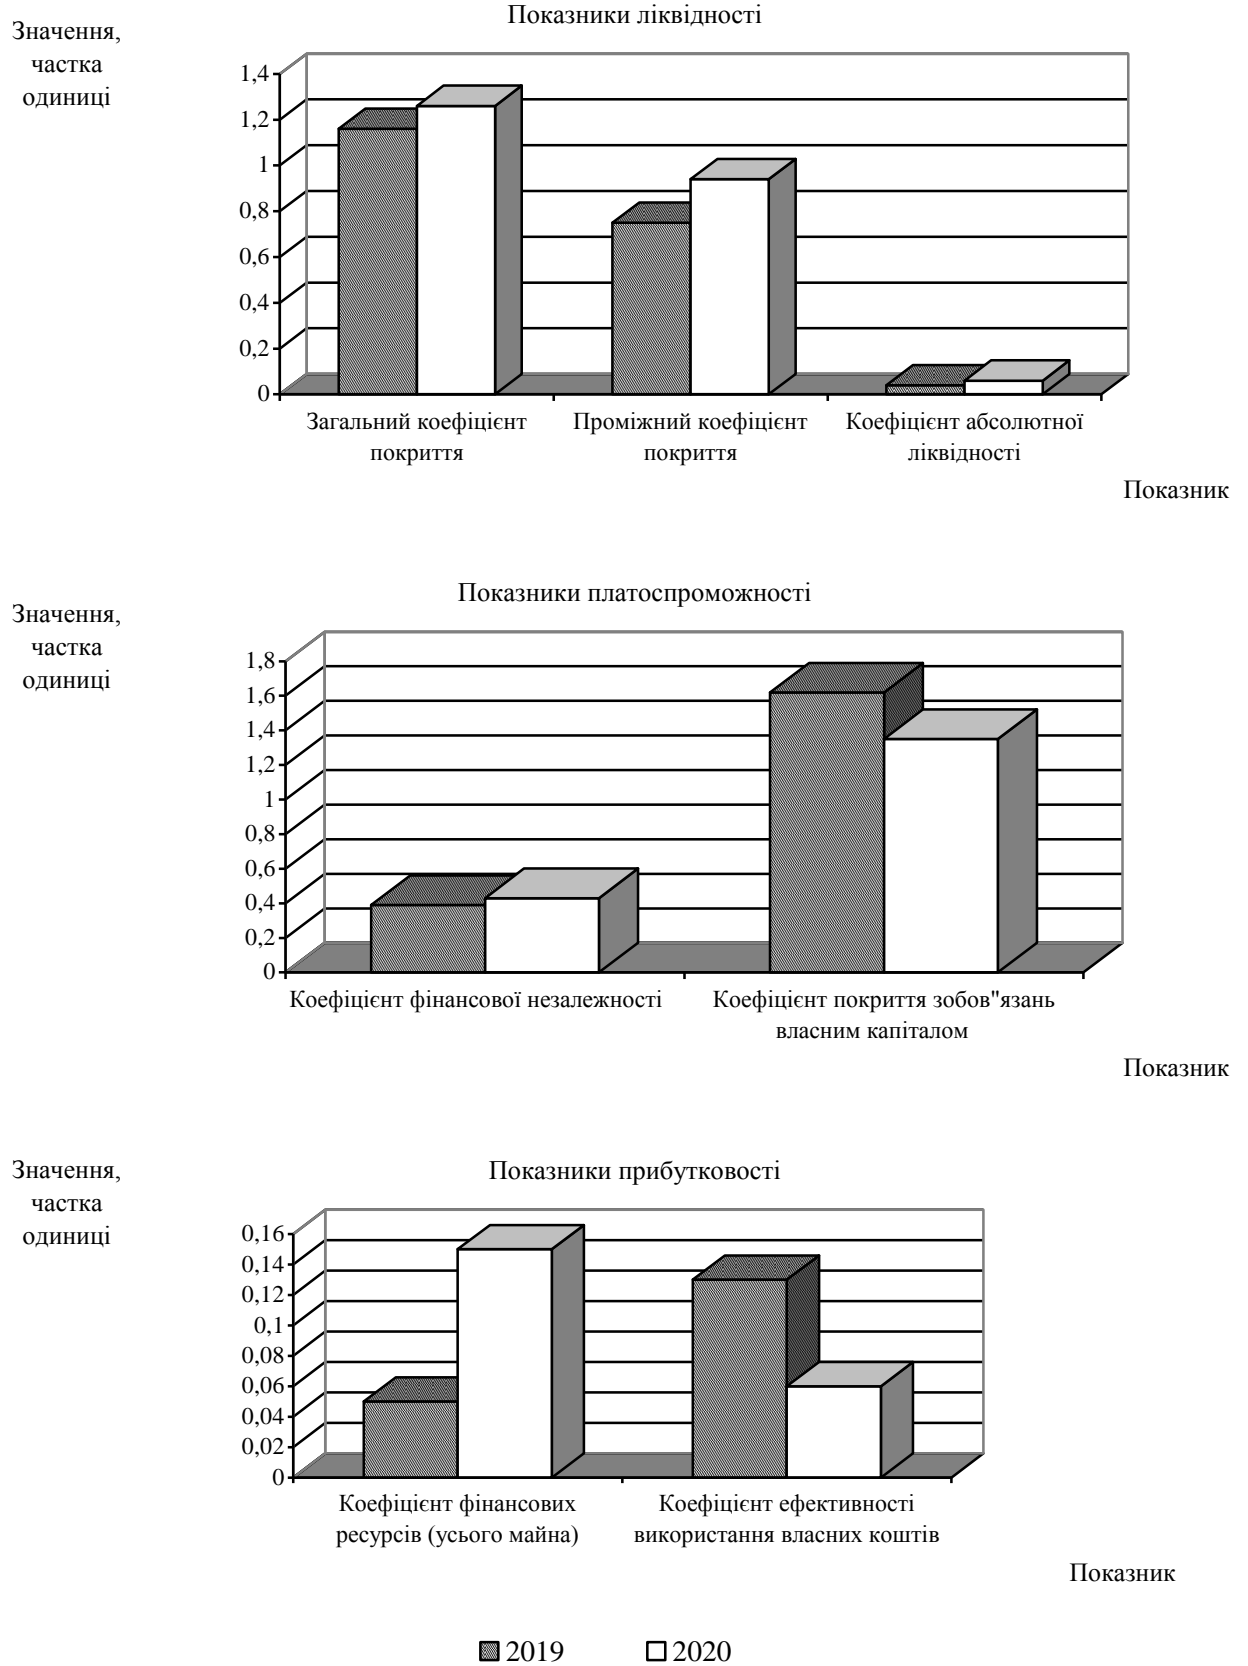 Показники ліквідності
Значення,
частка
одиниці
1,4
1,2
1
0,8
0,6
0,4
0,2
0
Загальний коефіцієнт
покриття
Проміжний коефіцієнт
покриття
Коефіцієнт абсолютної
ліквідності
Показник
Показники платоспроможності
Значення,
частка
одиниці
1,8
1,6
1,4
1,2
1
0,8
0,6
0,4
0,2
0
Коефіцієнт фінансової незалежності
Коефіцієнт покриття зобов"язань
власним капіталом
Показник
Показники прибутковості
Значення,
частка
одиниці
0,16
0,14
0,12
0,1
0,08
0,06
0,04
0,02
0
Коефіцієнт фінансових
ресурсів (усього майна)
Коефіцієнт ефективності
використання власних коштів
Показник
2019
2020